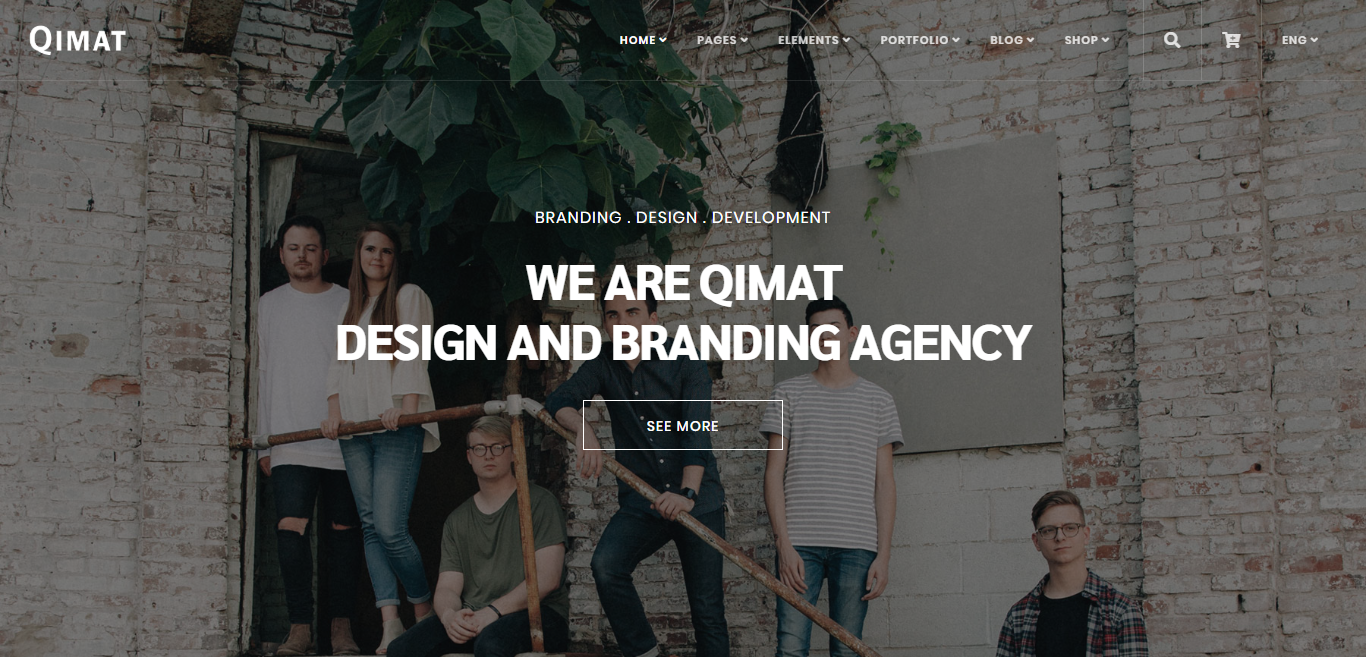 QIMAT
HOME
PAGES
ELEMENTS
PORTFOLIO
BLOG
SHOP
ENG
BRANDING . DESIGN . DEVELOPMENT
WE ARE QIMAT
DESIGN AND BRANDING AGENCY
SEE MORE